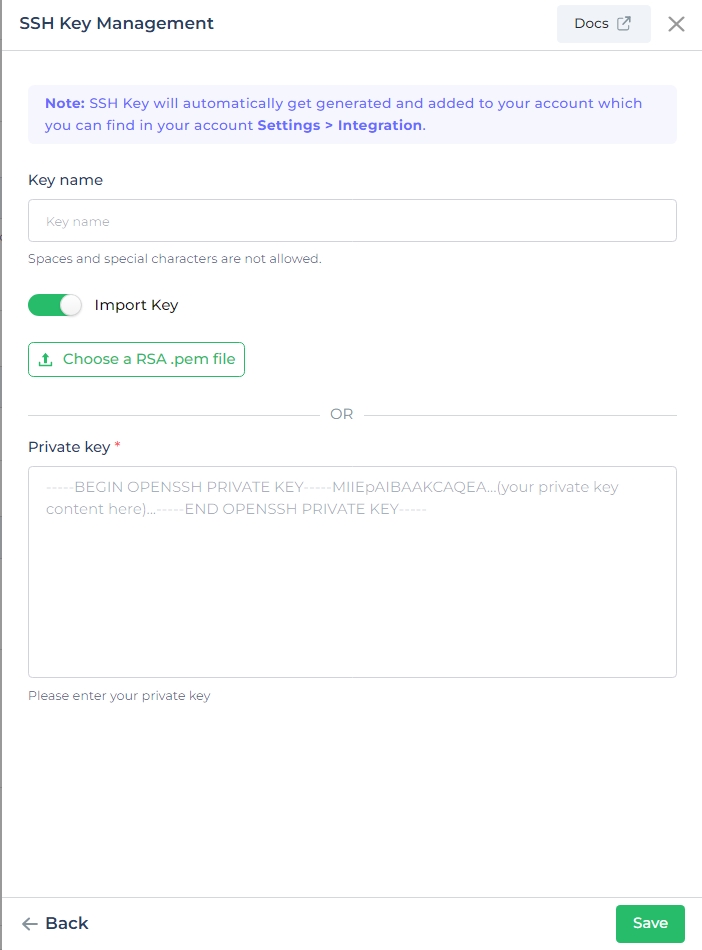 SSH Key Management
Docs
Note: SSH Key will automatically get generated and added to your account which
you can find in your account Settings > Integration.
Key name
Key name
Spaces and special characters are not allowed.
Import Key
Choose a RSA .pem file
OR
Private key *
-----BEGIN OPENSSH PRIVATE KEY-----MIIEpAIBAAKCAQEA...(your private key
content here)...-----END OPENSSH PRIVATE KEY-----
Please enter your private key
Back
Save